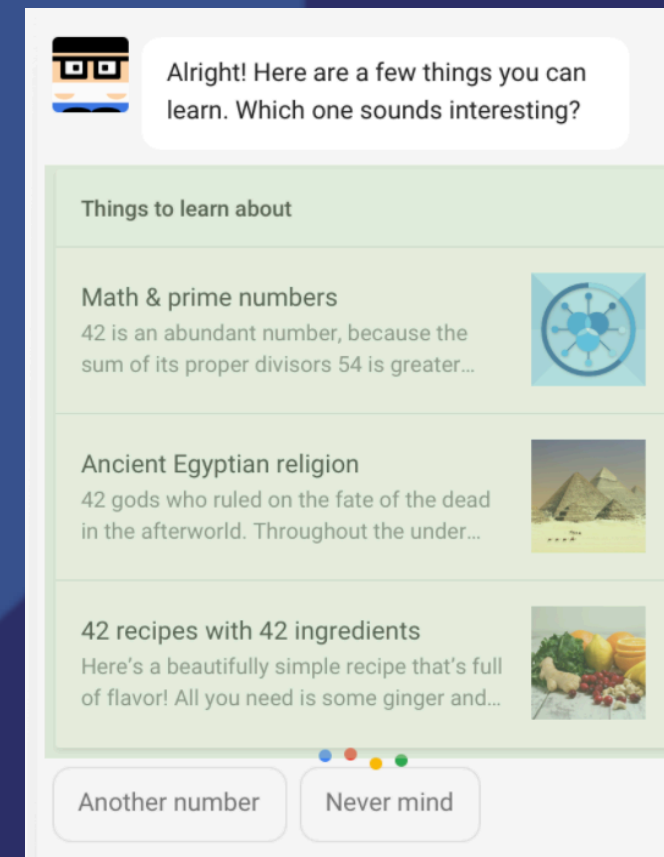 Alright! Here are a few things you can
learn. Which one sounds interesting?
Things to learn about
Math & prime numbers
42 is an abundant number, because the
sum of its proper divisors 54 is greater...
Ancient Egyptian religion
42 gods who ruled on the fate of the dead
in the afterworld. Throughout the under...
42 recipes with 42 ingredients
Here's a beautifully simple recipe that's full
of flavor! All you need is some ginger and...
Another number
Never mind